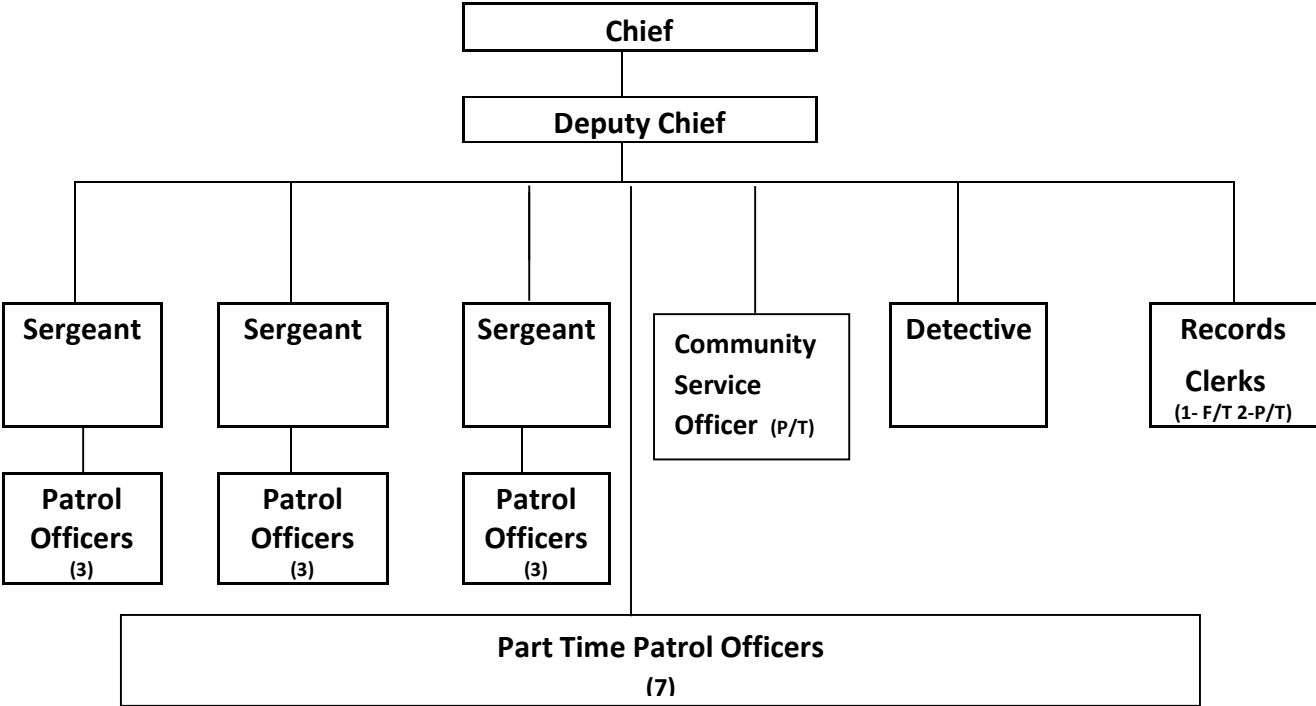 Chief
Deputy Chief
Sergeant
Sergeant
Sergeant
Community
Service
Officer (P/T)
Detective
Records
Clerks
(1- F/T 2-P/T)
Patrol
Officers
(3)
Patrol
Officers
(3)
Patrol
Officers
(3)
Part Time Patrol Officers
(7)